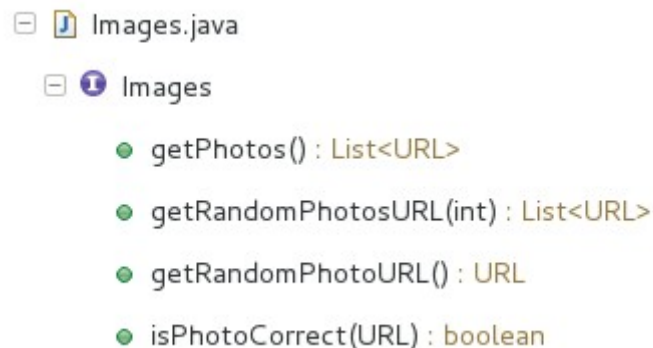 Images.java
Images
getPhotos() : List<URL>
getRandomPhotosURL(int) : List<URL>
getRandomPhotoURL() : URL
isPhotoCorrect(URL) : boolean